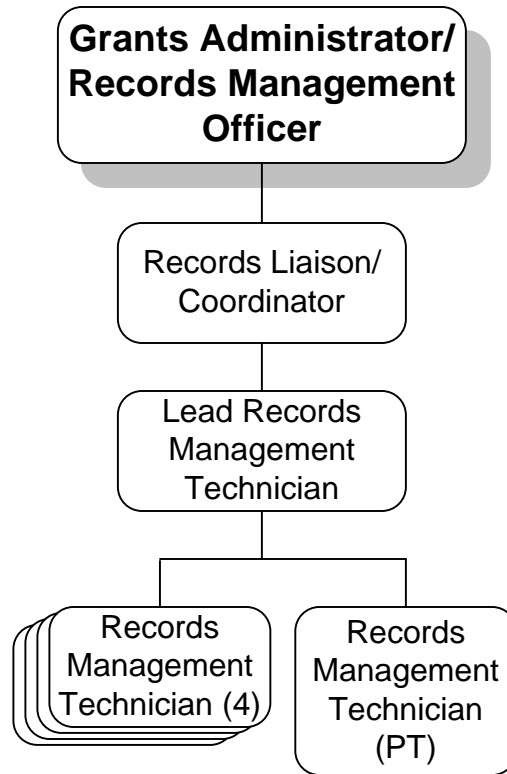 Grants Administrator/
Records Management
Officer
Records Liaison/
Coordinator
Lead Records
Management
Technician
Records
Management
Technician (4)
Records
Management
Technician
(PT)